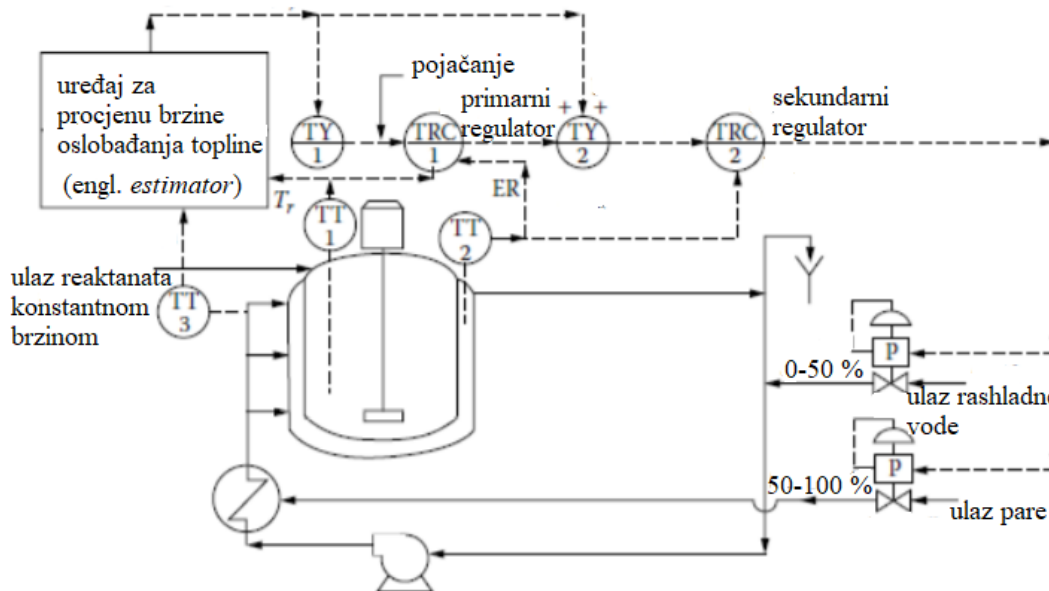 uređaj za
procjenu brzine
oslobađanja topline
(engl. estimator)
pojačanje
primarni
regulator
sekundarni
regulator
TY
1
TRC
1
+ +
TY
2
TRC
2
T_r
ER
TT
1
TT
2
ulaz reaktanata
konstantnom
brzinom
TT
3
P
0-50 %
ulaz rashladne
vode
P
50-100 %
ulaz pare